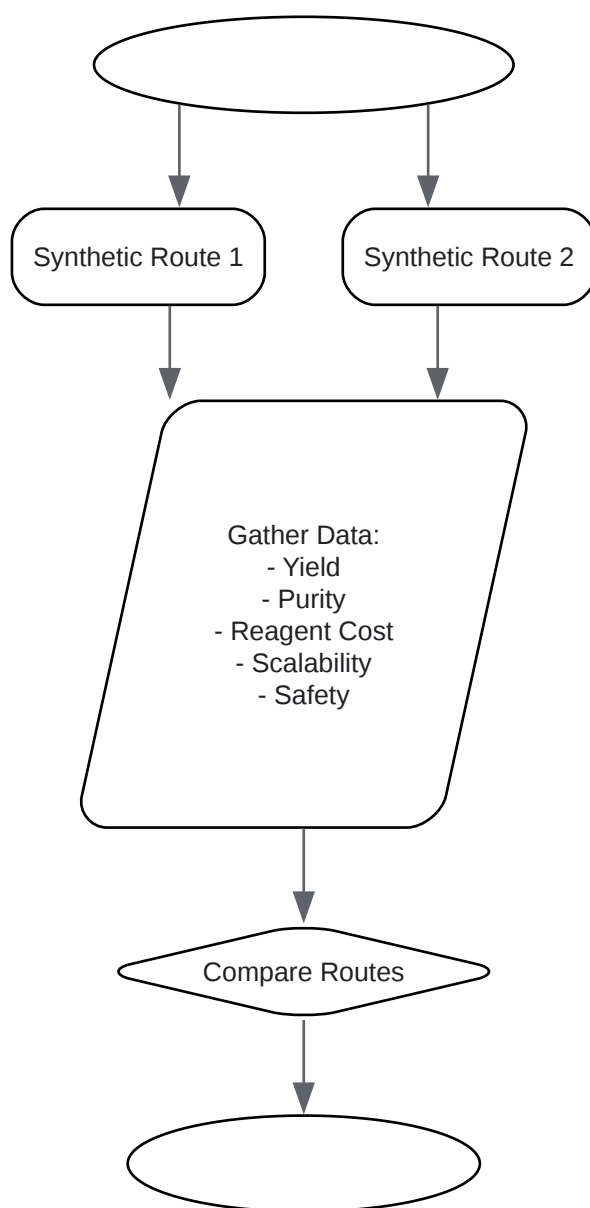 Synthetic Route 1
Synthetic Route 2
Gather Data:
- Yield
- Purity
- Reagent Cost
- Scalability
- Safety
Compare Routes